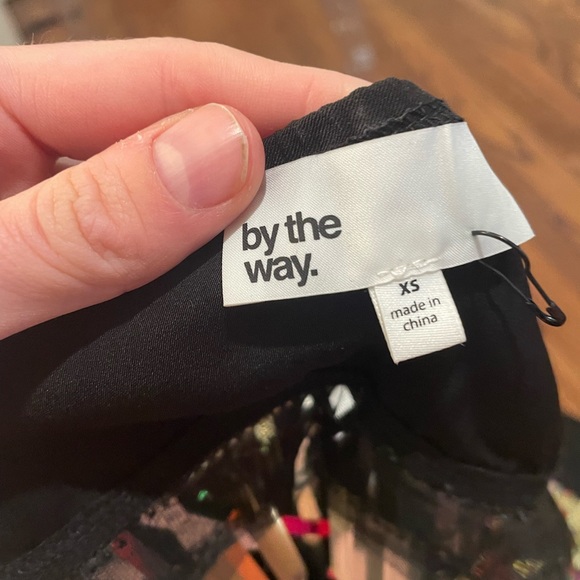 by the
way.
XS
made in
china